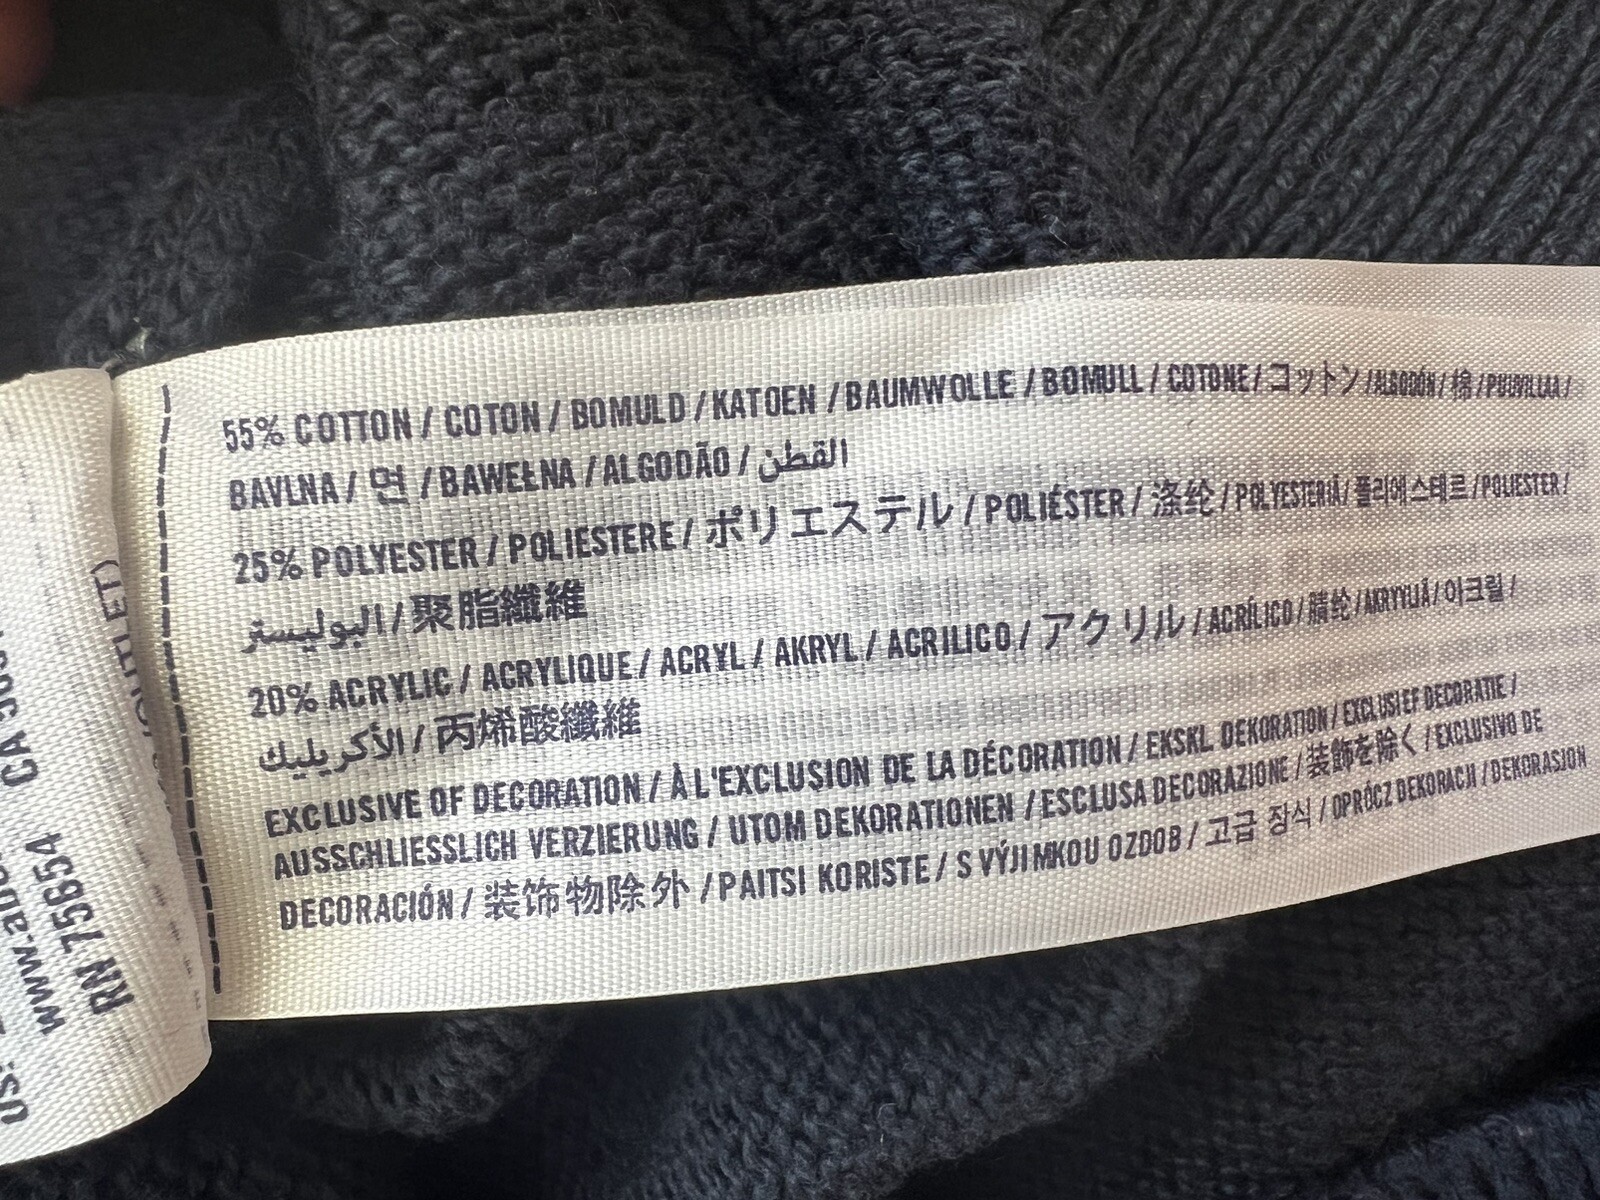 55% COTTON / COTON / BOMULD / KATOEN / BAUMWOLLE / BOMULL / COTONE / コットン / ALGODÓN / 棉 / PUUVILLAA /
BAVLNA / 면 / BAWEŁNA / ALGODÃO / القطن
25% POLYESTER / POLIESTERE / ポリエステル / POLIÉSTER / 涤纶 / POLYESTERIÄ / 폴리에스테르 / POLIESTER /
البوليستر / 聚脂纖維
20% ACRYLIC / ACRYLIQUE / ACRYL / AKRYL / ACRILICO / アクリル / ACRÍLICO / 腈纶 / AKRYYLIÄ / 아크릴 /
الأكريليك / 丙烯酸纖維
EXCLUSIVE OF DECORATION / À L'EXCLUSION DE LA DÉCORATION / EKSKL DEKORATION / EXCLUSIEF DECORATIE /
AUSSCHLIESSLICH VERZIERUNG / UTOM DEKORATIONEN / ESCLUSA DECORAZIONE / 装飾を除く / EXCLUSIVO DE
DECORACIÓN / 装饰物除外 / PAITSI KORISTE / S VÝJIMKOU OZDOB / 고급 장식 / OPRÓCZ DEKORACJI / DEKORASJON
RN 75654 CA
OUTLET)